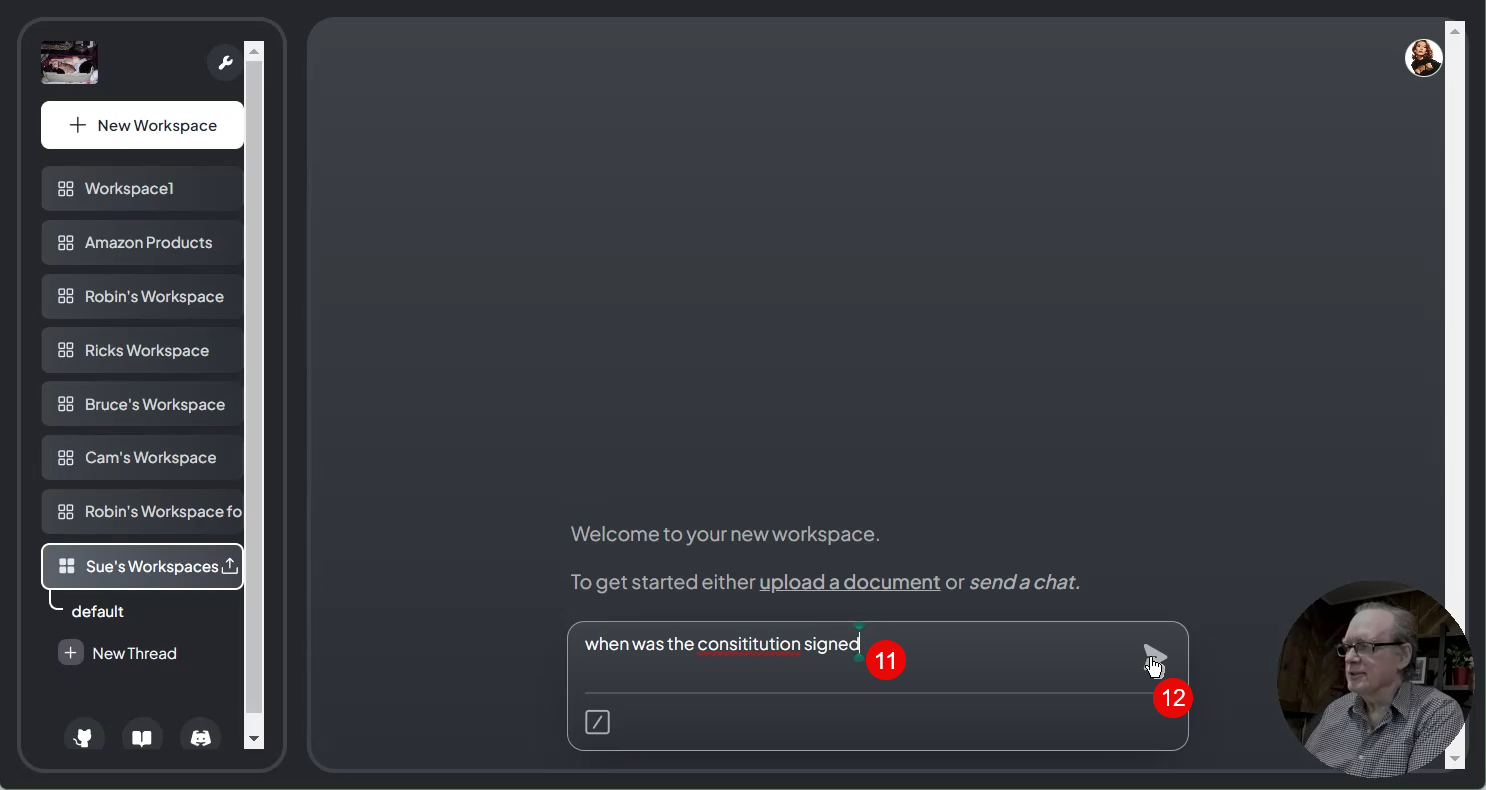 New Workspace
Workspace1
Amazon Products
Robin's Workspace
Ricks Workspace
Bruce's Workspace
Cam's Workspace
Robin's Workspace fo
Sue's Workspaces
default
New Thread
Welcome to your new workspace.
To get started either upload a document or send a chat.
when was the consititution signed
11
12